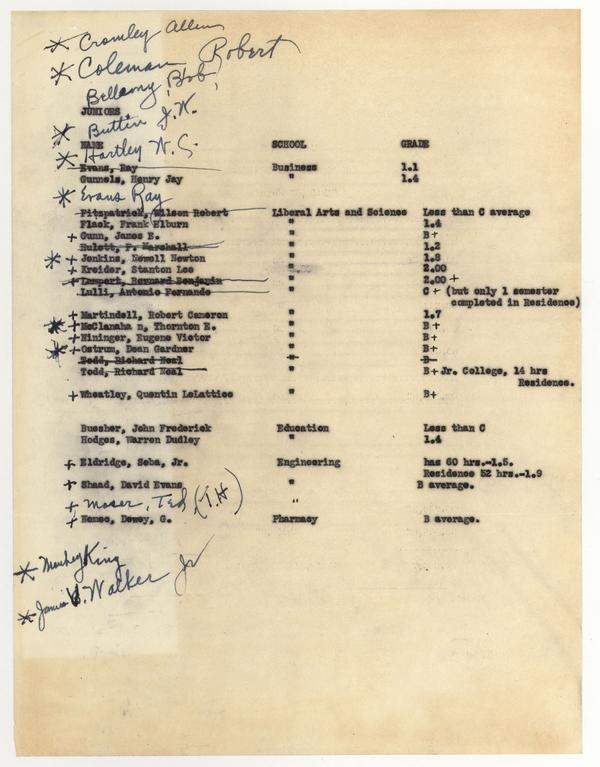 * Cromley Allen
* Coleman Robert
Bellamy, Bob,
JUNIORS
* Buttin J.W.
NAME SCHOOL GRADE
* Hartley W. S.
Evans, Ray Business 1.1
Gunnels, Henry Jay " 1.4
* Evans Ray
Fitzpatrick, Wilson Robert Liberal Arts and Science Less than C average
Flack, Frank Elburn " 1.4
+ Gunn, James E. " B+
Hulett, F. Marshall " 1.2
* + Jenkins, Newell Newton " 1.8
+ Kreider, Stanton Lee " 2.00
+ Lampert, Bernard Benjamin " 2.00 +
Lulli, Antonio Fernando " C + (but only 1 semester
completed in Residence)
+ Martindell, Robert Cameron " 1.7
* + McClanaha n, Thornton E. " B+
+ Mininger, Eugene Victor " B+
* + Ostrum, Dean Gardner " B+
Todd, Richard Neal " B-
Todd, Richard Neal " B+ Jr. College, 14 hrs
Residence.
+ Wheatley, Quentin LeLattice " B+
Buesher, John Frederick Education Less than C
Hodges, Warren Dudley " 1.4
+ Eldridge, Seba, Jr. Engineering has 60 hrs.-1.5.
Residence 52 hrs.-1.9
+ Shaad, David Evans " B average.
+ Moser, Ted (T.H) "
+ Nemec, Dewey, G. Pharmacy B average.
* Monkey King
* James W. Walker Jr